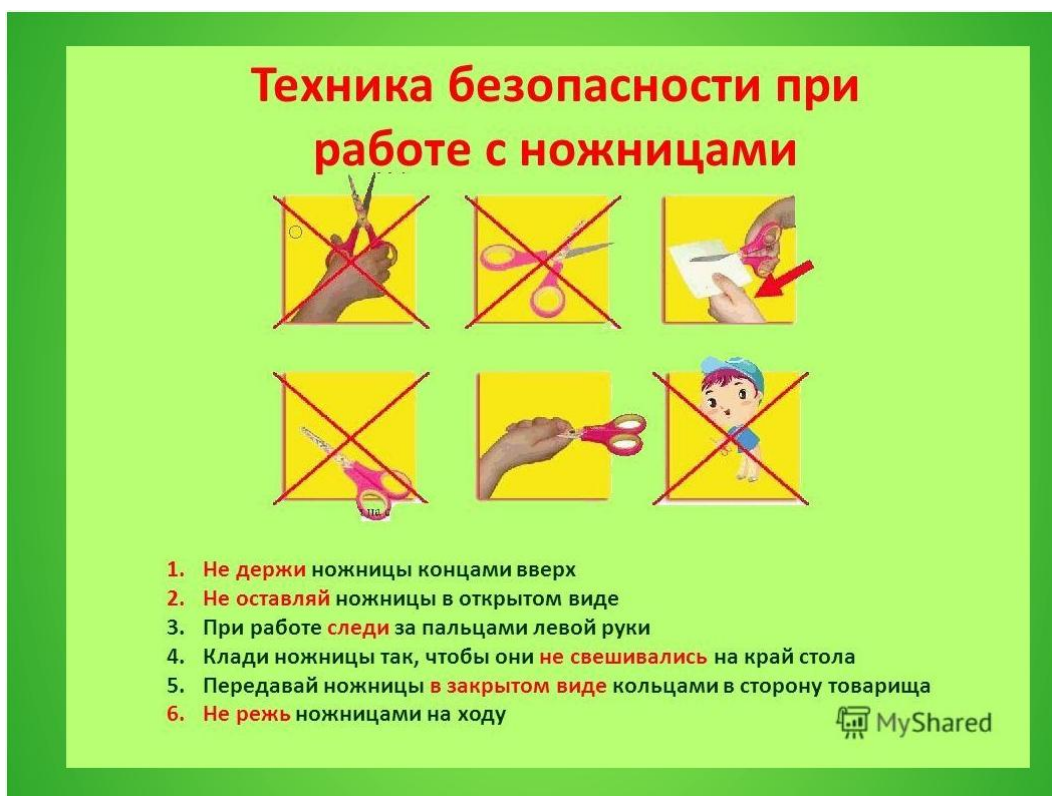 Техника безопасности при
работе с ножницами
1. Не держи ножницы концами вверх
2. Не оставляй ножницы в открытом виде
3. При работе следи за пальцами левой руки
4. Клади ножницы так, чтобы они не свешивались на край стола
5. Передавай ножницы в закрытом виде кольцами в сторону товарища
6. Не режь ножницами на ходу
MyShared